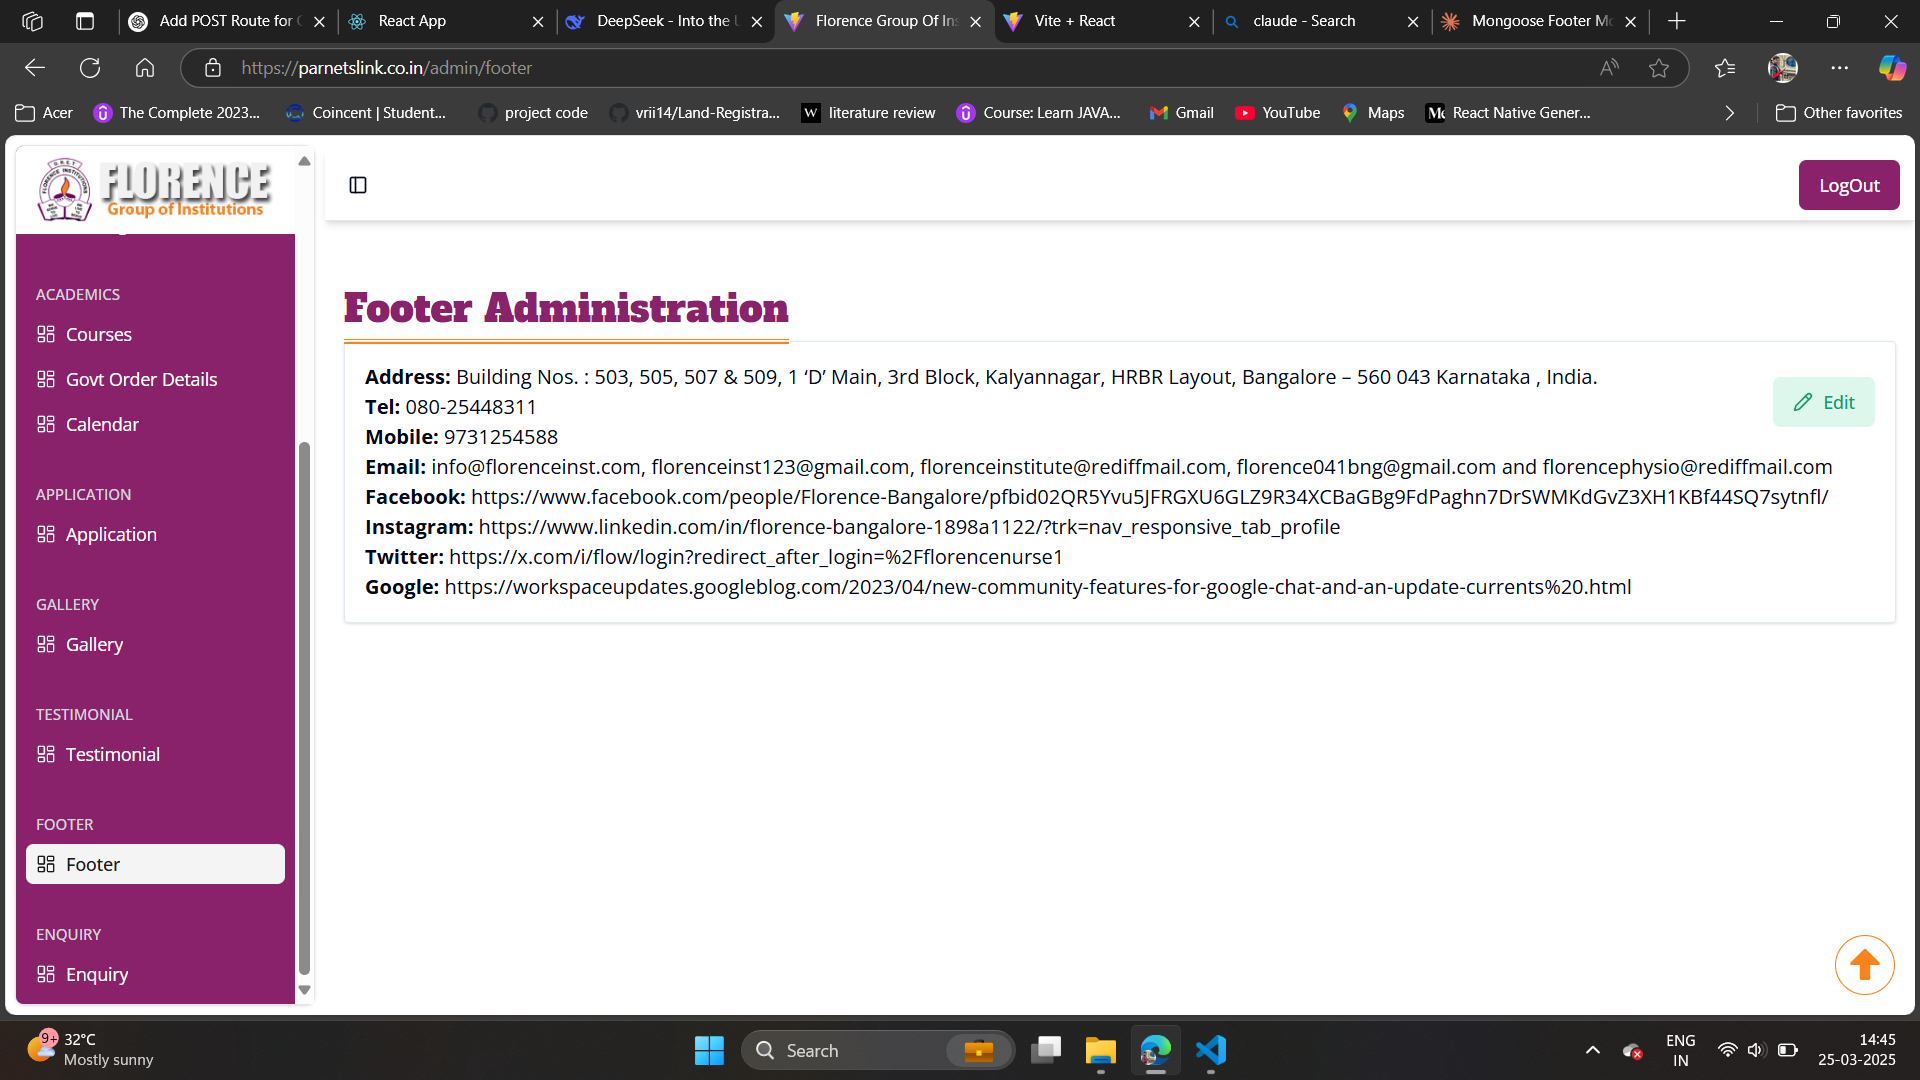 Add POST Route for
React App
DeepSeek - Into the
Florence Group Of Ins
Vite + React
claude - Search
Mongoose Footer Mo
https://parnetslink.co.in/admin/footer
Acer
The Complete 2023...
Coincent | Student...
project code
vrii14/Land-Registra...
literature review
Course: Learn JAVA...
Gmail
YouTube
Maps
React Native Gener...
Other favorites
FLORENCE
Group of Institutions
LogOut
ACADEMICS
Courses
Govt Order Details
Calendar
APPLICATION
Application
GALLERY
Gallery
TESTIMONIAL
Testimonial
FOOTER
Footer
ENQUIRY
Enquiry
Footer Administration
Address: Building Nos. : 503, 505, 507 & 509, 1 ‘D’ Main, 3rd Block, Kalyannagar, HRBR Layout, Bangalore – 560 043 Karnataka , India.
Tel: 080-25448311
Mobile: 9731254588
Email: info@florenceinst.com, florenceinst123@gmail.com, florenceinstitute@rediffmail.com, florence041bng@gmail.com and florencephysio@rediffmail.com
Facebook: https://www.facebook.com/people/Florence-Bangalore/pfbid02QR5Yvu5JFRGXU6GLZ9R34XCBaGBg9FdPaghn7DrSWMKdGvZ3XH1KBf44SQ7sytnfl/
Instagram: https://www.linkedin.com/in/florence-bangalore-1898a1122/?trk=nav_responsive_tab_profile
Twitter: https://x.com/i/flow/login?redirect_after_login=%2Fflorencenurse1
Google: https://workspaceupdates.googleblog.com/2023/04/new-community-features-for-google-chat-and-an-update-currents%20.html
Edit
9+
32°C
Mostly sunny
Search
ENG
IN
14:45
25-03-2025